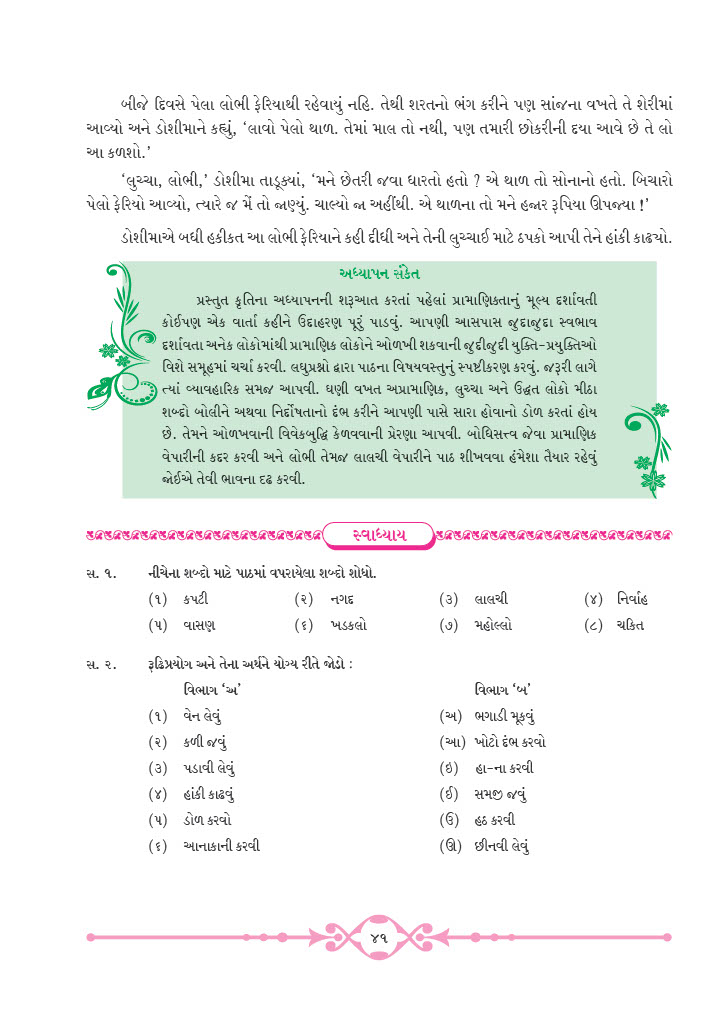 બીજે દિવસે પેલા લોભી ફેરિયાથી રહેવાયું નહિ. તેથી શરતનો ભંગ કરીને પણ સાંજના વખતે તે શેરીમાં
આવ્યો અને ડોશીમાને કહ્યું, ‘લાવો પેલો થાળ. તેમાં માલ તો નથી, પણ તમારી છોકરીની દયા આવે છે તે લો
આ કળશો.’
‘લુચ્ચા, લોભી,’ ડોશીમા તાડૂક્યાં, ‘મને છેતરી જવા ધારતો હતો ? એ થાળ તો સોનાનો હતો. બિચારો
પેલો ફેરિયો આવ્યો, ત્યારે જ મેં તો જાણ્યું. ચાલ્યો જા અહીંથી. એ થાળના તો મને હજાર રૂપિયા ઊપજ્યા !’
ડોશીમાએ બધી હકીકત આ લોભી ફેરિયાને કહી દીધી અને તેની લુચ્ચાઈ માટે ઠપકો આપી તેને હાંકી કાઢ્યો.
અધ્યાપન સંકેત
પ્રસ્તુત કૃતિના અધ્યાપનની શરૂઆત કરતાં પહેલાં પ્રામાણિકતાનું મૂલ્ય દર્શાવતી
કોઈપણ એક વાર્તા કહીને ઉદાહરણ પૂરું પાડવું. આપણી આસપાસ જુદાજુદા સ્વભાવ
દર્શાવતા અનેક લોકોમાંથી પ્રામાણિક લોકોને ઓળખી શકવાની જુદીજુદી યુક્તિ-પ્રયુક્તિઓ
વિશે સમૂહમાં ચર્ચા કરવી. લઘુપ્રશ્નો દ્વારા પાઠના વિષયવસ્તુનું સ્પષ્ટીકરણ કરવું. જરૂરી લાગે
ત્યાં વ્યાવહારિક સમજ આપવી. ઘણી વખત અપ્રામાણિક, લુચ્ચા અને ઉદ્ધત લોકો મીઠા
શબ્દો બોલીને અથવા નિર્દોષતાનો દંભ કરીને આપણી પાસે સારા હોવાનો ડોળ કરતાં હોય
છે. તેમને ઓળખવાની વિવેકબુદ્ધિ કેળવવાની પ્રેરણા આપવી. બોધિસત્ત્વ જેવા પ્રામાણિક
વેપારીની કદર કરવી અને લોભી તેમજ લાલચી વેપારીને પાઠ શીખવવા હંમેશા તૈયાર રહેવું
જોઈએ તેવી ભાવના દઢ કરવી.
સ્વાધ્યાય
સ. ૧. નીચેના શબ્દો માટે પાઠમાં વપરાયેલા શબ્દો શોધો.
(૧) કપટી (૨) નગદ (૩) લાલચી (૪) નિર્વાહ
(૫) વાસણ (૬) ખડકલો (૭) મહોલ્લો (૮) ચકિત
સ. ૨. રૂઢિપ્રયોગ અને તેના અર્થને યોગ્ય રીતે જોડો :
વિભાગ ‘અ’ વિભાગ ‘બ’
(૧) વેન લેવું (અ) ભગાડી મૂકવું
(૨) કળી જવું (આ) ખોટો દંભ કરવો
(૩) પડાવી લેવું (ઇ) હા-ના કરવી
(૪) હાંકી કાઢવું (ઈ) સમજી જવું
(૫) ડોળ કરવો (ઉ) હઠ કરવી
(૬) આનાકાની કરવી (ઊ) છીનવી લેવું
૪૧